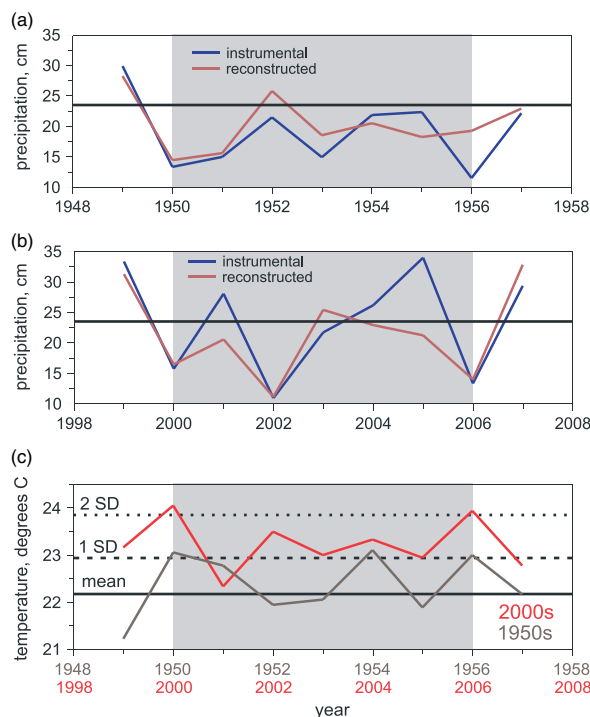 (a)
precipitation, cm
35
30
25
20
15
10
instrumental
reconstructed
1948 1950 1952 1954 1956 1958
(b)
precipitation, cm
35
30
25
20
15
10
instrumental
reconstructed
1998 2000 2002 2004 2006 2008
(c)
temperature, degrees C
24
23
22
21
2 SD
1 SD
mean
2000s
1950s
1948 1950 1952 1954 1956 1958
1998 2000 2002 2004 2006 2008
year